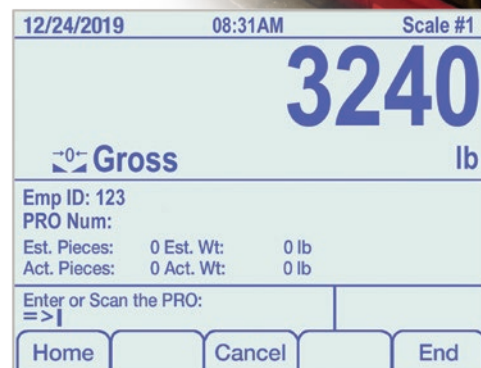 12/24/2019 08:31AM Scale #1
3240
→0← Gross lb
Emp ID: 123
PRO Num:
Est. Pieces: 0 Est. Wt: 0 lb
Act. Pieces: 0 Act. Wt: 0 lb
Enter or Scan the PRO:
=>
Home Cancel End